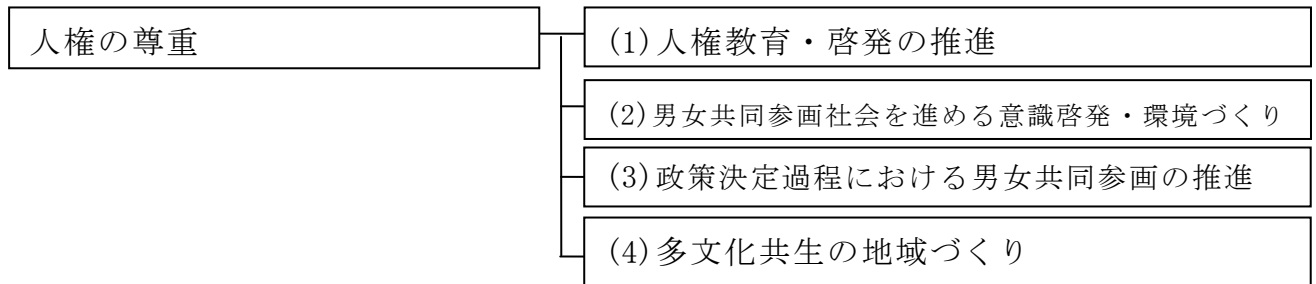 人権の尊重
(1)人権教育・啓発の推進
(2)男女共同参画社会を進める意識啓発・環境づくり
(3)政策決定過程における男女共同参画の推進
(4)多文化共生の地域づくり